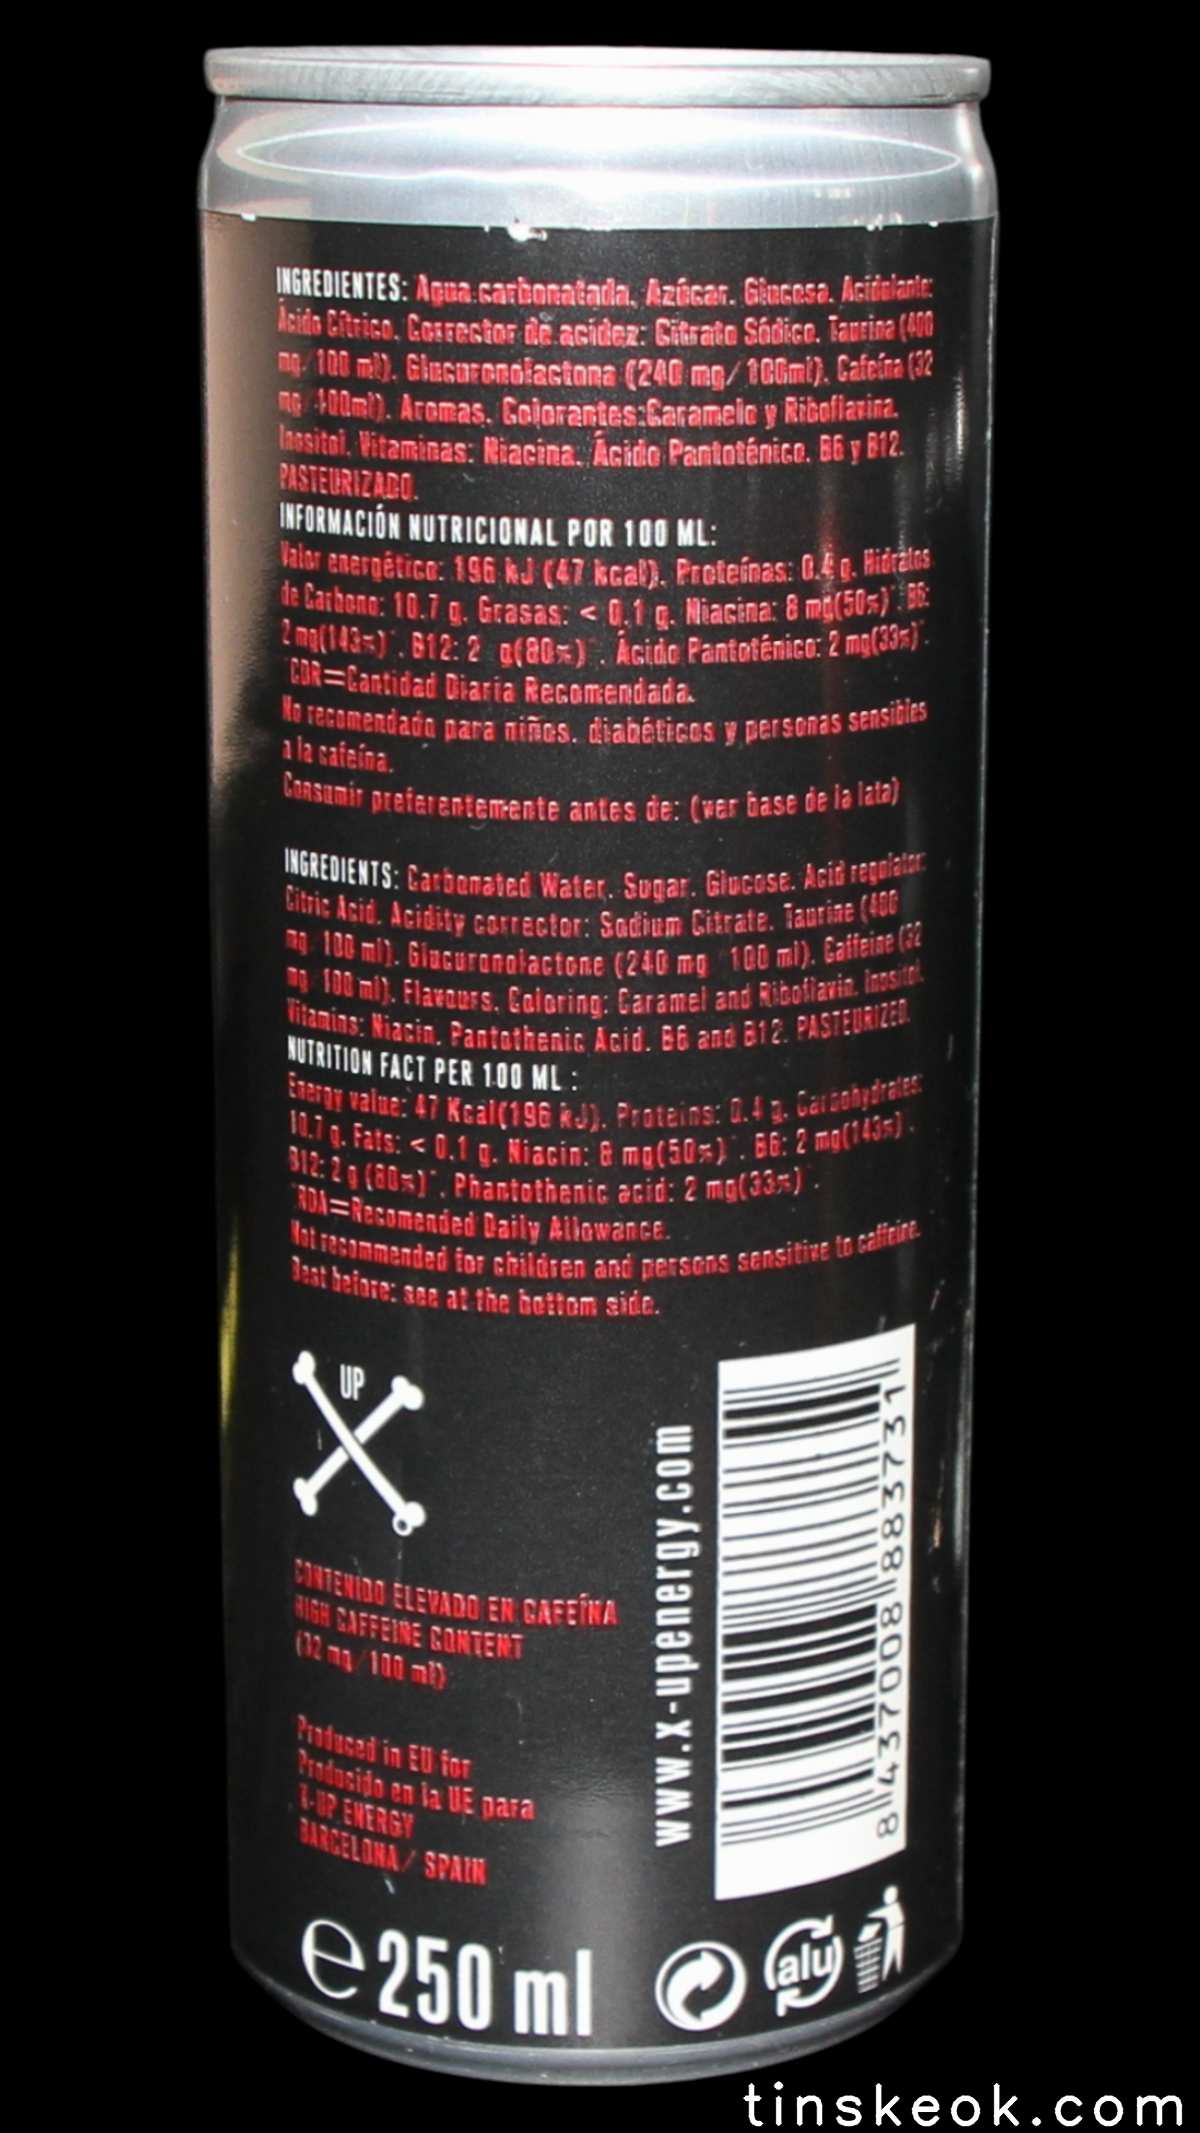 INGREDIENTES: Agua carbonatada, Azúcar, Glucosa, Acidulante:
Ácido Cítrico, Corrector de acidez: Citrato Sódico, Taurina (400
mg/100 ml), Glucuronolactona (240 mg/100ml), Cafeína (32
mg/100ml), Aromas, Colorantes:Caramelo y Riboflavina,
Inositol, Vitaminas: Niacina, Ácido Pantoténico, B6 y B12.
PASTEURIZADO.
INFORMACIÓN NUTRICIONAL POR 100 ML:
Valor energético: 196 kJ (47 kcal), Proteínas: 0.4 g, Hidratos
de Carbono: 10.7 g, Grasas: < 0,1 g, Niacina: 8 mg(50%)*, B6:
2 mg(143%)*, B12: 2 g(80%)*, Ácido Pantoténico: 2 mg(33%)*.
*CDR=Cantidad Diaria Recomendada.
No recomendado para niños, diabéticos y personas sensibles
a la cafeína.
Consumir preferentemente antes de: (ver base de la lata)
INGREDIENTS: Carbonated Water, Sugar, Glucose, Acid regulator:
Citric Acid, Acidity corrector: Sodium Citrate, Taurine (400
mg/100 ml), Glucuronolactone (240 mg/100 ml), Caffeine (32
mg/100 ml), Flavours, Coloring: Caramel and Riboflavin, Inositol,
Vitamins: Niacin, Pantothenic Acid, B6 and B12. PASTEURIZED.
NUTRITION FACT PER 100 ML :
Energy value: 47 Kcal(196 kJ), Proteins: 0.4 g, Carbohydrates:
10.7 g, Fats: < 0.1 g, Niacin: 8 mg(50%)*, B6: 2 mg(143%)*,
B12: 2 g (80%)*, Phantothenic acid: 2 mg(33%)*.
*RDA=Recomended Daily Allowance.
Not recommended for children and persons sensitive to caffeine.
Best before: see at the bottom side.
UP
CONTENIDO ELEVADO EN CAFEÍNA
HIGH CAFFEINE CONTENT
(32 mg/100 ml)
Produced in EU for
Producido en la UE para
X-UP ENERGY
BARCELONA/ SPAIN
www.x-upenergy.com
8 437008 883731
e 250 ml
alu
tinskeok.com